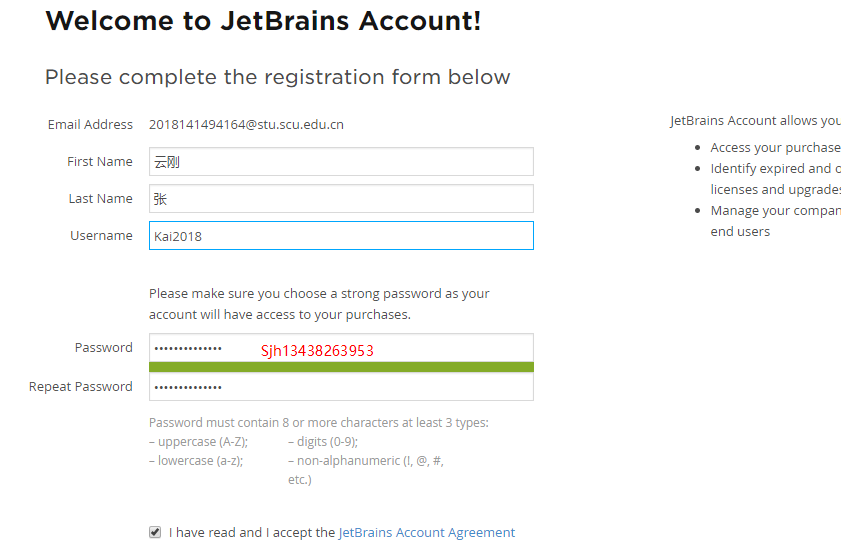 Welcome to JetBrains Account!
Please complete the registration form below
Email Address 2018141494164@stu.scu.edu.cn
First Name 云刚
Last Name 张
Username Kai2018
Please make sure you choose a strong password as your
account will have access to your purchases.
Password •••••••••••••• Sjh13438263953
Repeat Password ••••••••••••••
Password must contain 8 or more characters at least 3 types:
– uppercase (A-Z); – digits (0-9);
– lowercase (a-z); – non-alphanumeric (!, @, #,
etc.)
I have read and I accept the JetBrains Account Agreement
JetBrains Account allows you
• Access your purchase
• Identify expired and o
licenses and upgrades
• Manage your compan
end users